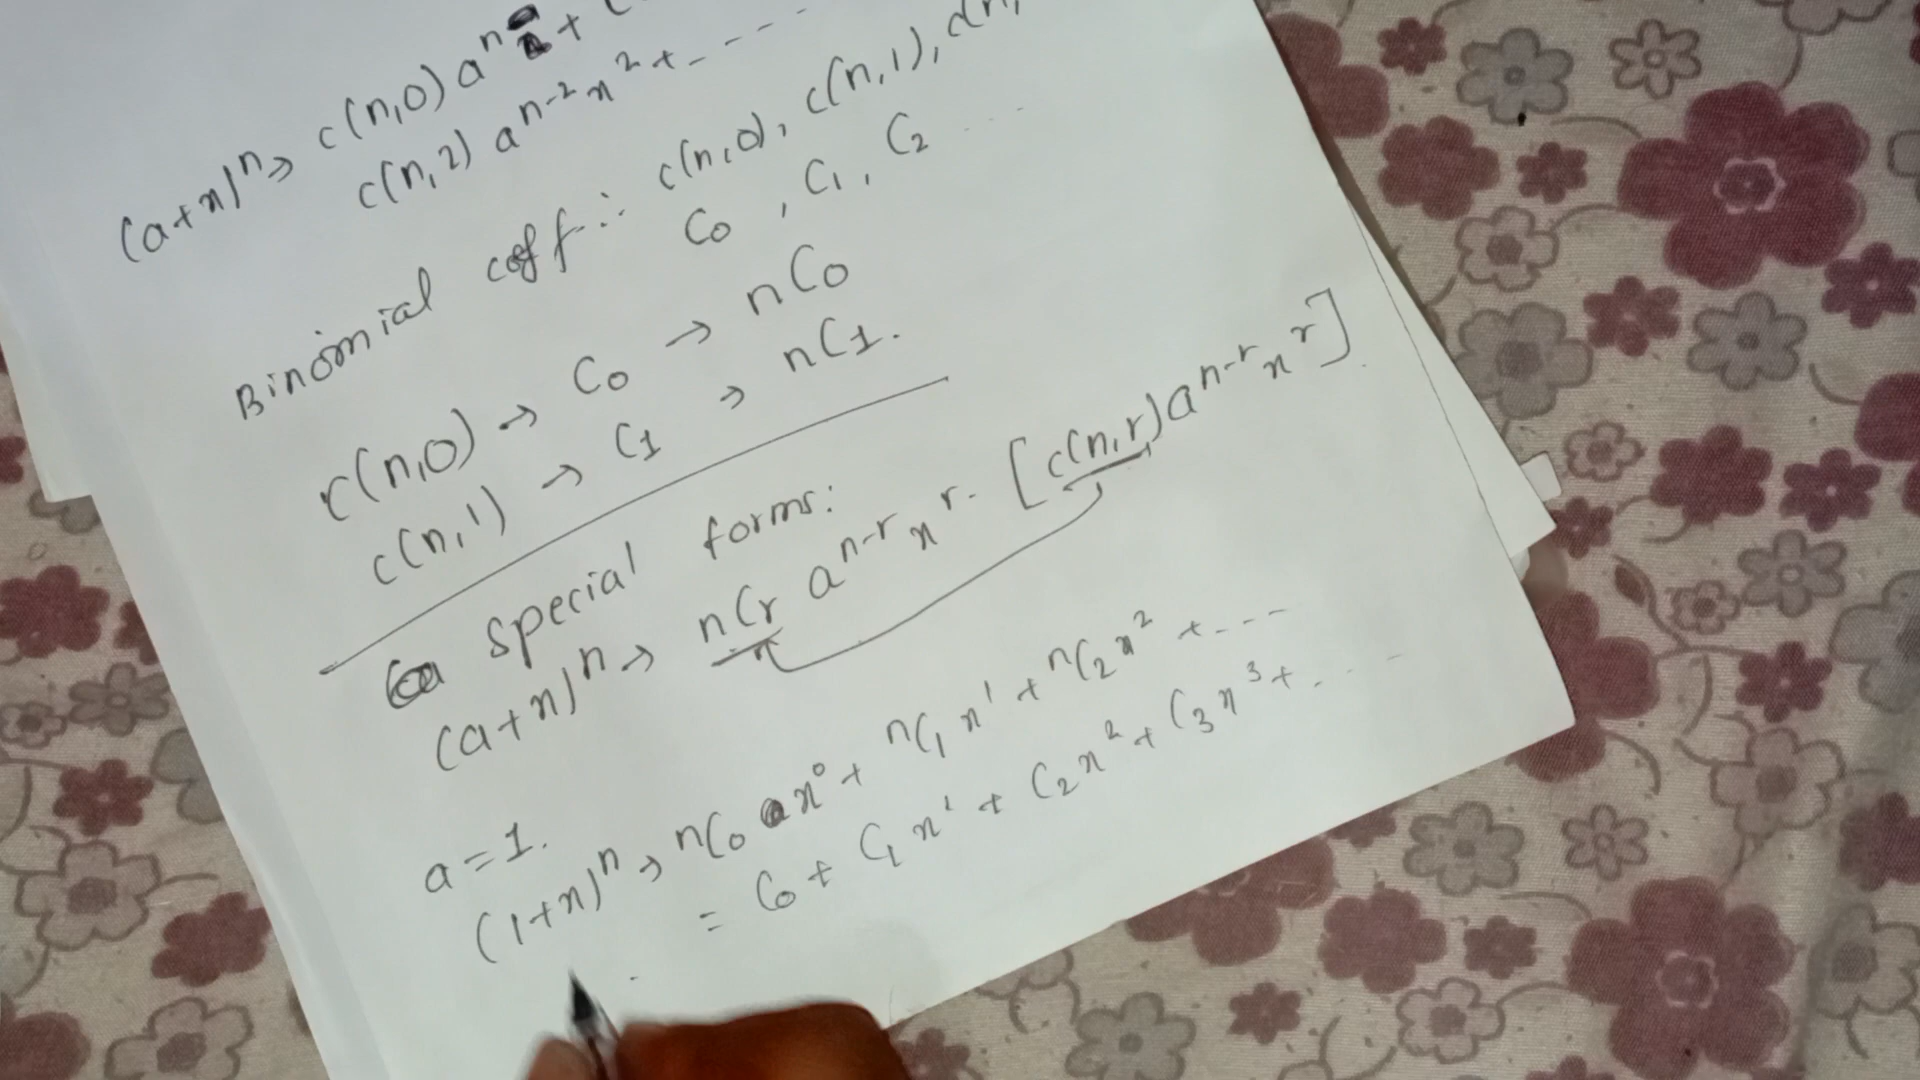 (a+x)^n → c(n,0) a^n +
c(n,2) a^{n-2} x^2 + - - - -
Binomial coeff :- c(n,0), c(n,1), c(n,
C0 , C1, C2 ....
c(n,0) → C0 → nC0
c(n,1) → C1 → nC1.
special forms:
(a+x)^n → nCr a^{n-r} x^r. [c(n,r) a^{n-r} x^r].
a = 1.
(1+x)^n → nC0 x^0 + nC1 x^1 + nC2 x^2 + - - -
= C0 + C1 x^1 + C2 x^2 + C3 x^3 + . - -